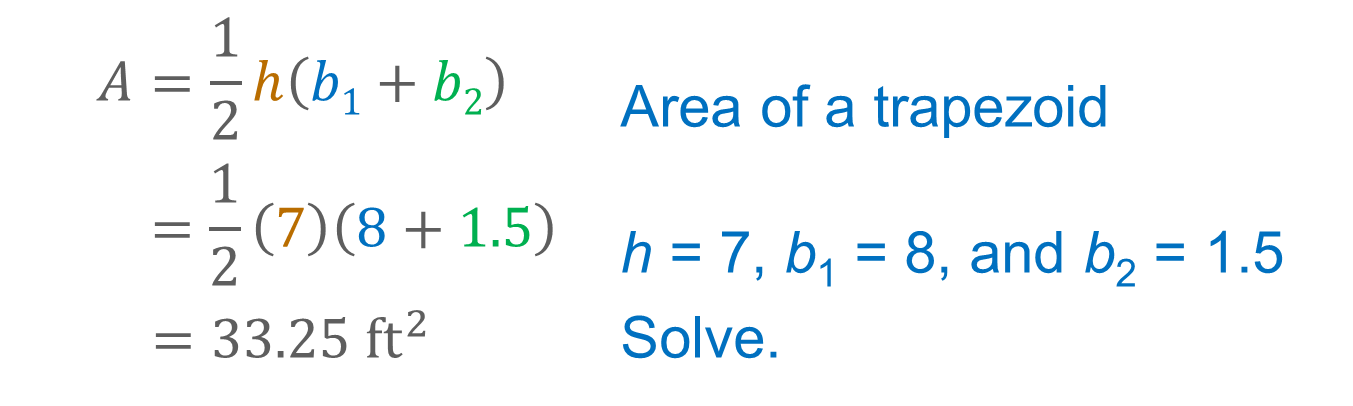 A = 1/2 h(b₁ + b₂) Area of a trapezoid
= 1/2 (7)(8 + 1.5) h = 7, b₁ = 8, and b₂ = 1.5
= 33.25 ft² Solve.